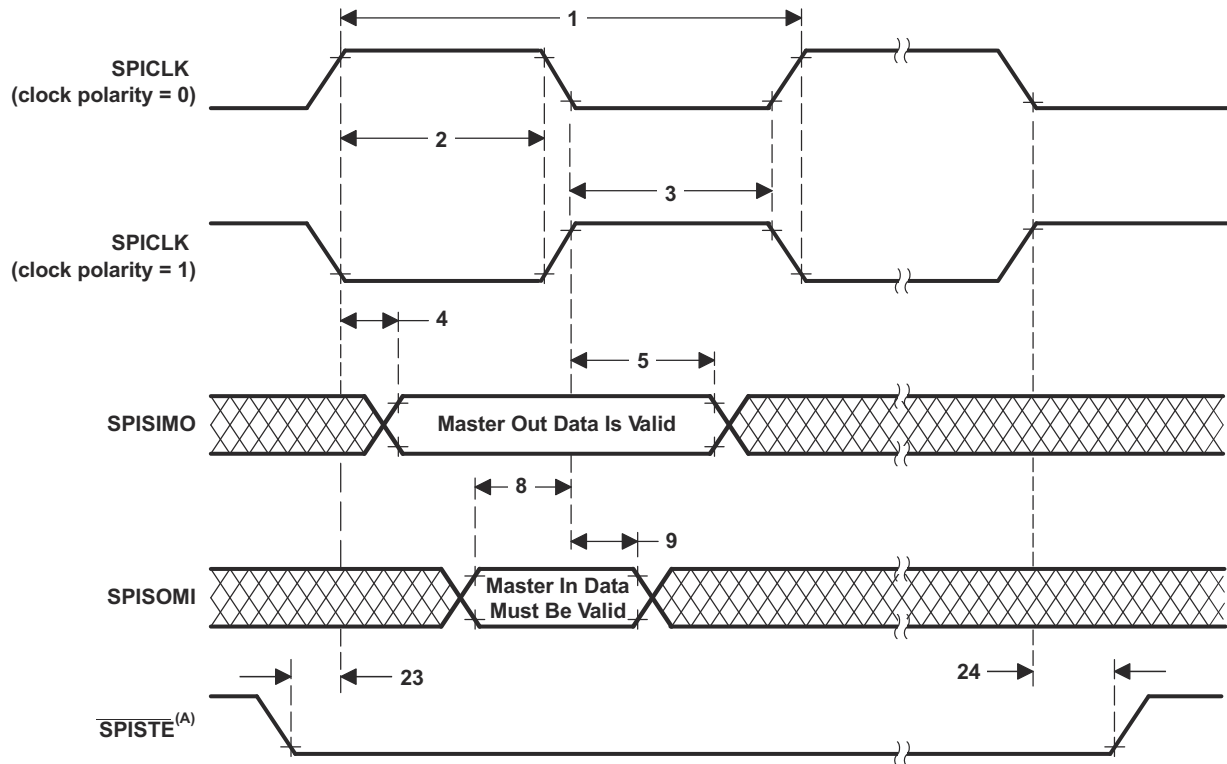 1
SPICLK
(clock polarity = 0)
2
3
SPICLK
(clock polarity = 1)
4
5
SPISIMO
Master Out Data Is Valid
8
9
SPISOMI
Master In Data
Must Be Valid
23
24
SPISTE(A)